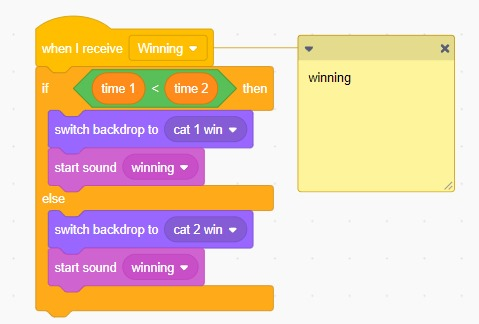 when I receive Winning
winning
if time 1 < time 2 then
switch backdrop to cat 1 win
start sound winning
else
switch backdrop to cat 2 win
start sound winning